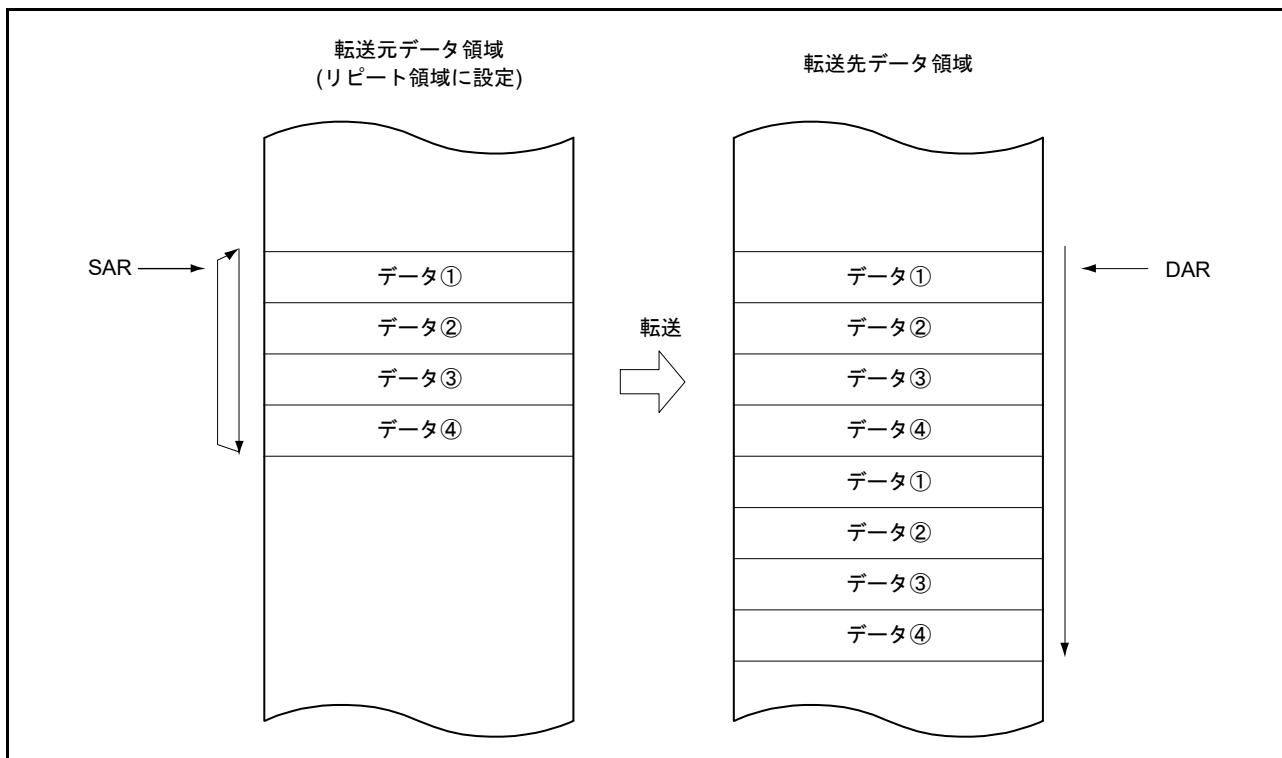 転送元データ領域
(リピート領域に設定)
転送先データ領域
SAR
データ①
データ②
データ③
データ④
転送
DAR
データ①
データ②
データ③
データ④
データ①
データ②
データ③
データ④